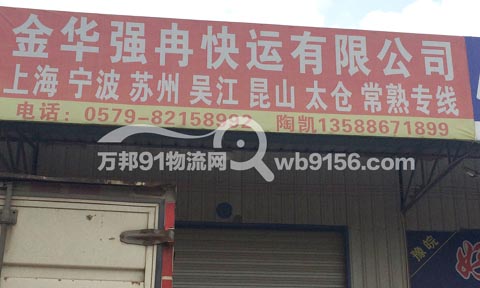 金华强冉快运有限公司
上海 宁波 苏州 吴江 昆山 太仓 常熟专线
电话：0579-82158992 陶凯13588671899
万邦91物流网 wb9156.com
豫皖